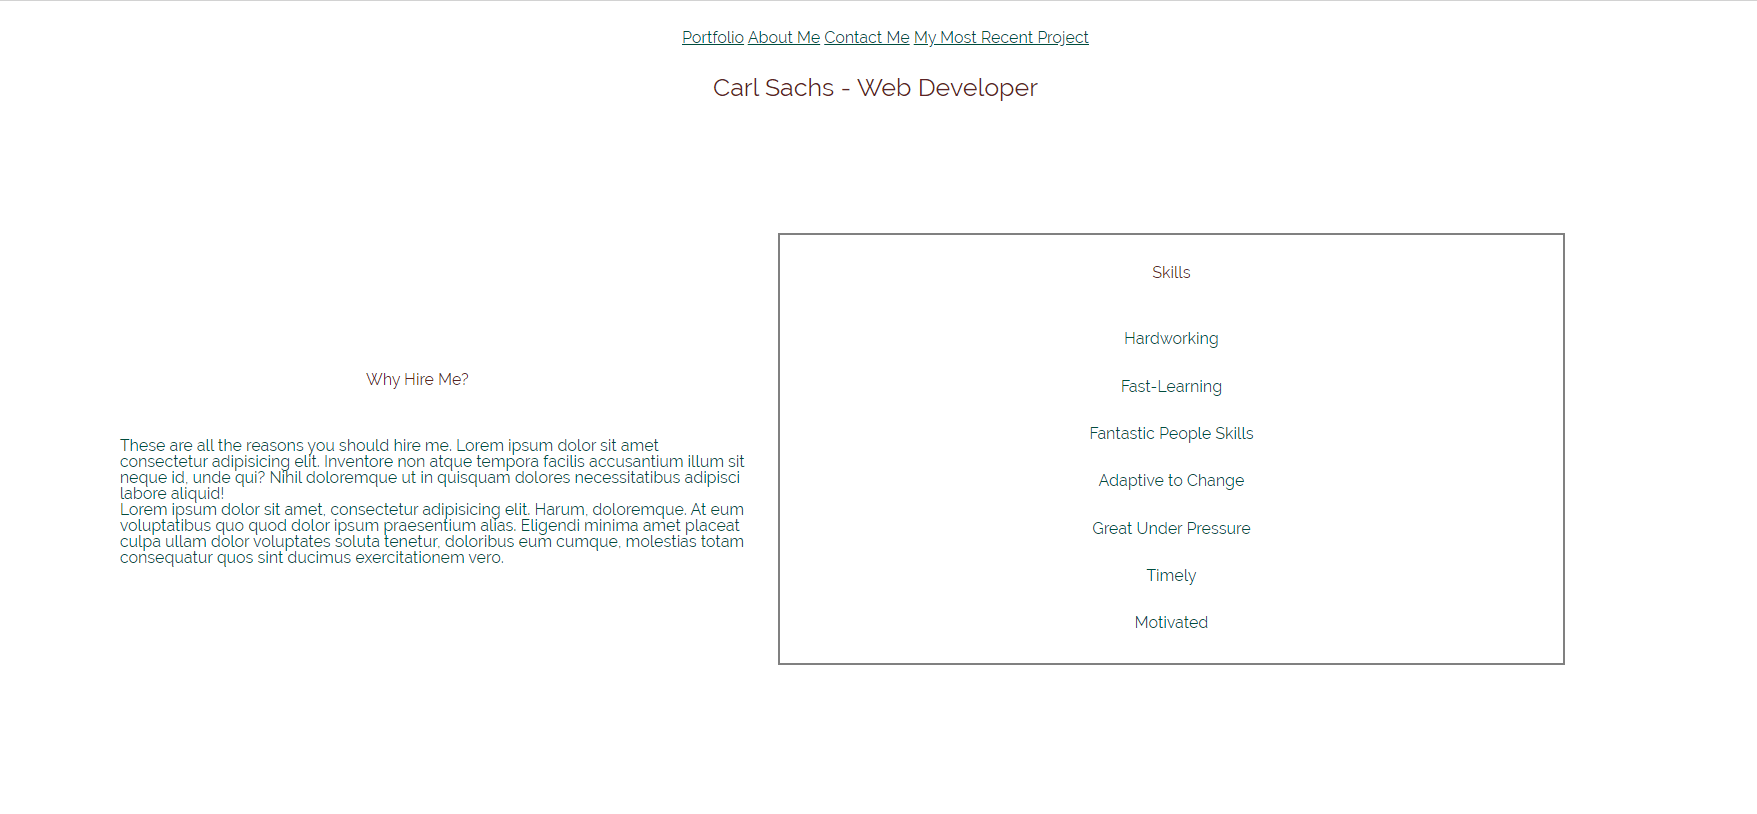 Portfolio About Me Contact Me My Most Recent Project
Carl Sachs - Web Developer
Why Hire Me?
These are all the reasons you should hire me. Lorem ipsum dolor sit amet
consectetur adipisicing elit. Inventore non atque tempora facilis accusantium illum sit
neque id, unde qui? Nihil doloremque ut in quisquam dolores necessitatibus adipisci
labore aliquid!
Lorem ipsum dolor sit amet, consectetur adipisicing elit. Harum, doloremque. At eum
voluptatibus quo quod dolor ipsum praesentium alias. Eligendi minima amet placeat
culpa ullam dolor voluptates soluta tenetur, doloribus eum cumque, molestias totam
consequatur quos sint ducimus exercitationem vero.
Skills
Hardworking
Fast-Learning
Fantastic People Skills
Adaptive to Change
Great Under Pressure
Timely
Motivated